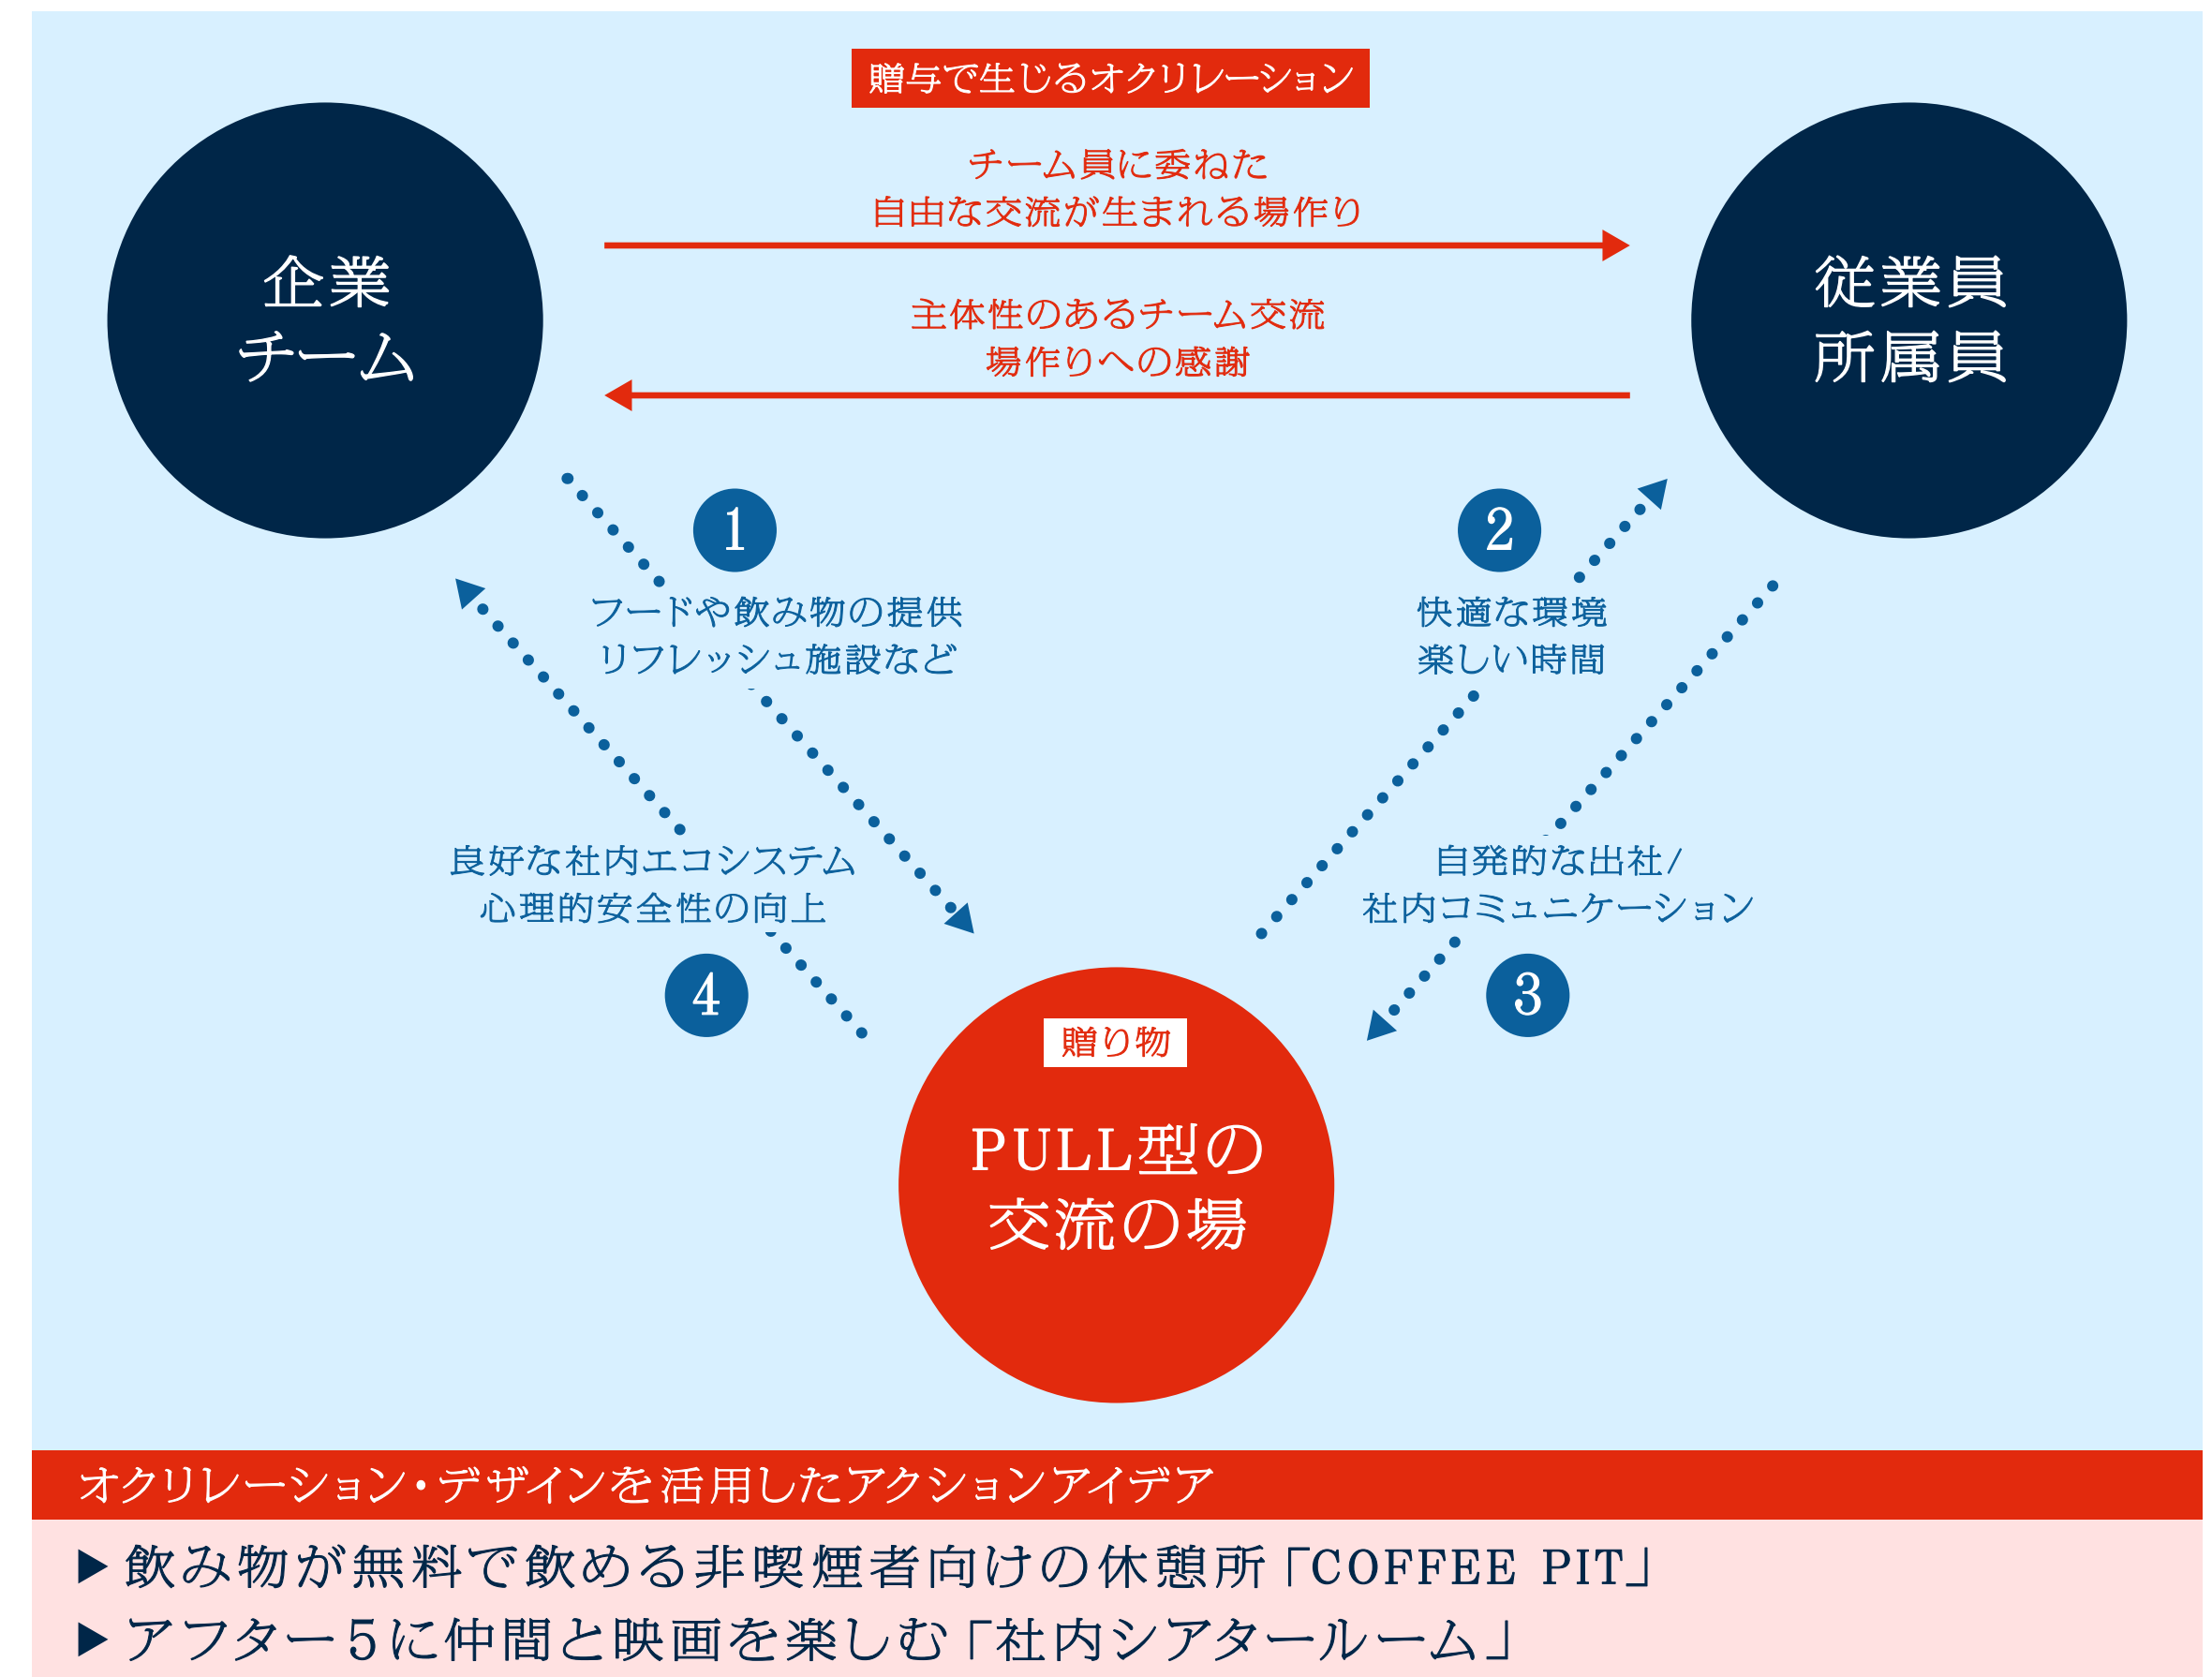 贈与で生じるオクリレーション
チーム員に委ねた
自由な交流が生まれる場作り
企業
チーム
従業員
所属員
主体性のあるチーム交流
場作りへの感謝
1
フードや飲み物の提供
リフレッシュ施設など
2
快適な環境
楽しい時間
良好な社内エコシステム
心理的安全性の向上
4
自発的な出社/
社内コミュニケーション
3
贈り物
PULL型の
交流の場
オクリレーション・デザインを活用したアクションアイデア
▶飲み物が無料で飲める非喫煙者向けの休憩所「COFFEE PIT」
▶アフター5に仲間と映画を楽しむ「社内シアタールーム」